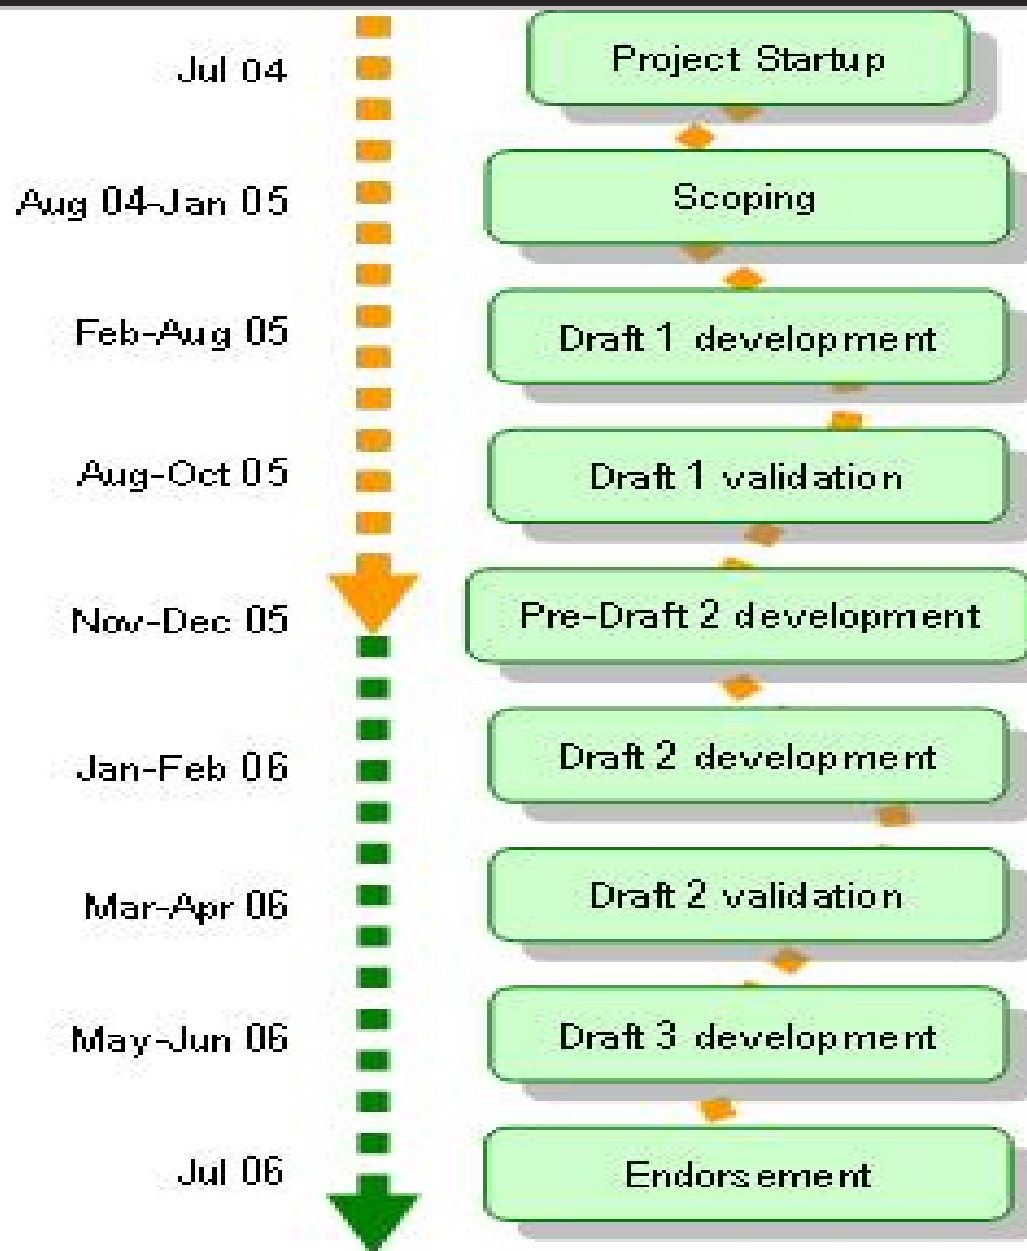 Jul 04
Project Startup
Aug 04-Jan 05
Scoping
Feb-Aug 05
Draft 1 development
Aug-Oct 05
Draft 1 validation
Nov-Dec 05
Pre-Draft 2 development
Jan-Feb 06
Draft 2 development
Mar-Apr 06
Draft 2 validation
May-Jun 06
Draft 3 development
Jul 06
Endorsement